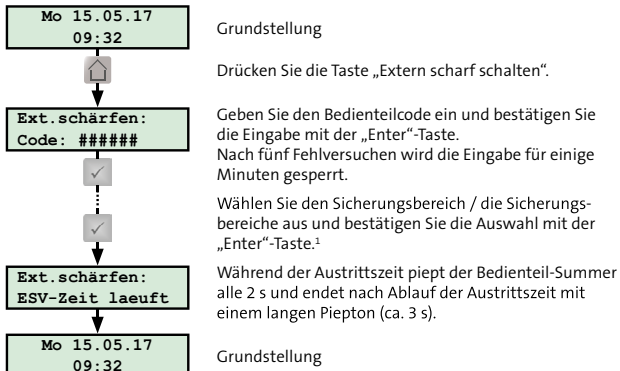 Mo 15.05.17
09:32
Grundstellung
Drücken Sie die Taste „Extern scharf schalten“.
Ext.schärfen:
Code: ######
Geben Sie den Bedienteilcode ein und bestätigen Sie
die Eingabe mit der „Enter“-Taste.
Nach fünf Fehlversuchen wird die Eingabe für einige
Minuten gesperrt.
Wählen Sie den Sicherungsbereich / die Sicherungs-
bereiche aus und bestätigen Sie die Auswahl mit der
„Enter“-Taste.¹
Ext.schärfen:
ESV-Zeit laeuft
Während der Austrittszeit piept der Bedienteil-Summer
alle 2 s und endet nach Ablauf der Austrittszeit mit
einem langen Piepton (ca. 3 s).
Mo 15.05.17
09:32
Grundstellung